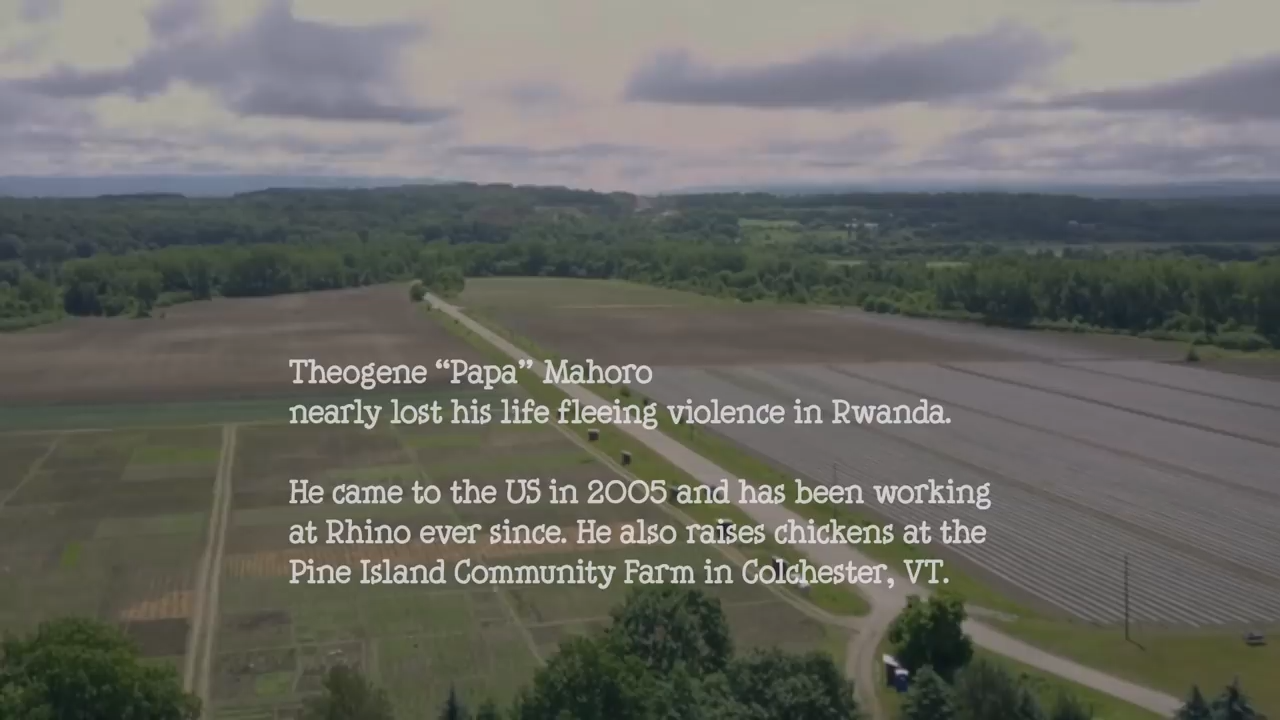 Theogene “Papa” Mahoro
nearly lost his life fleeing violence in Rwanda.
He came to the US in 2005 and has been working
at Rhino ever since. He also raises chickens at the
Pine Island Community Farm in Colchester, VT.